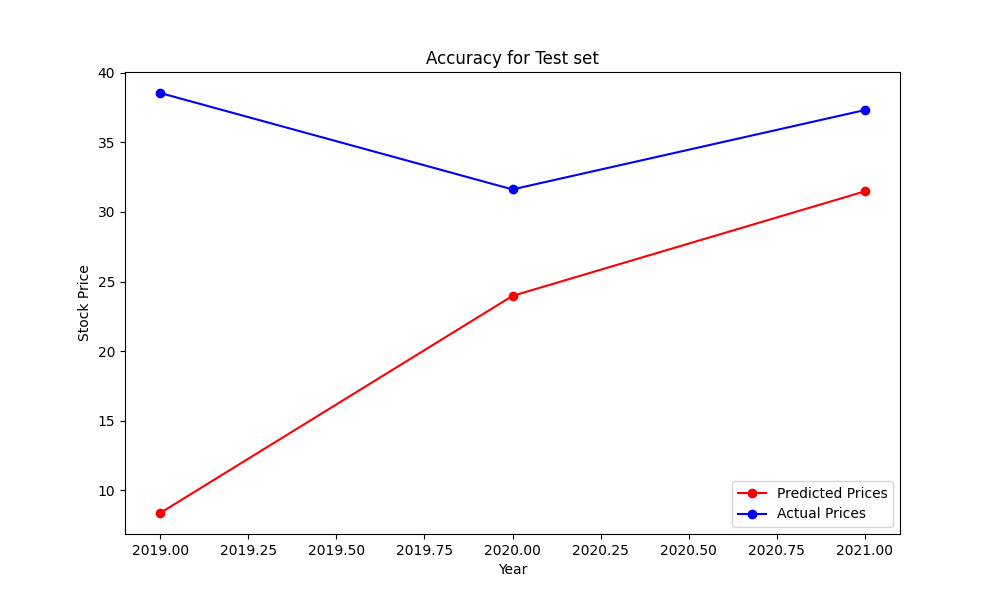 Accuracy for Test set
Stock Price
40
35
30
25
20
15
10
Predicted Prices
Actual Prices
2019.00 2019.25 2019.50 2019.75 2020.00 2020.25 2020.50 2020.75 2021.00
Year